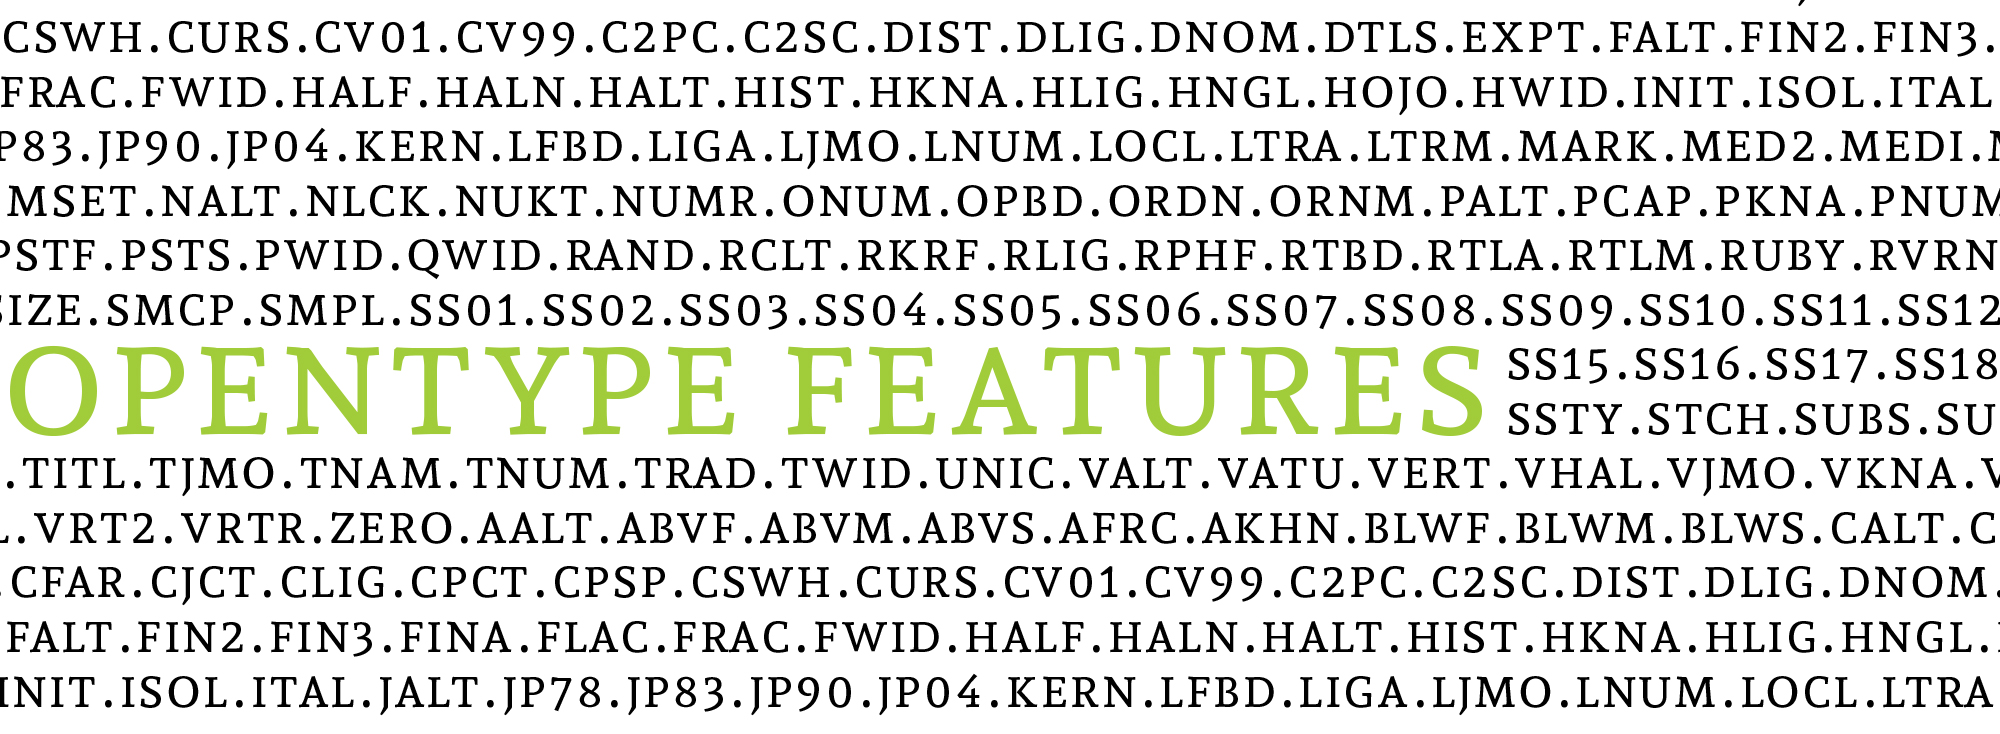 CSWH.CURS.CV01.CV99.C2PC.C2SC.DIST.DLIG.DNOM.DTLS.EXPT.FALT.FIN2.FIN3.
FRAC.FWID.HALF.HALN.HALT.HIST.HKNA.HLIG.HNGL.HOJO.HWID.INIT.ISOL.ITAL
P83.JP90.JP04.KERN.LFBD.LIGA.LJMO.LNUM.LOCL.LTRA.LTRM.MARK.MED2.MEDI.
MSET.NALT.NLCK.NUKT.NUMR.ONUM.OPBD.ORDN.ORNM.PALT.PCAP.PKNA.PNUM
PSTF.PSTS.PWID.QWID.RAND.RCLT.RKRF.RLIG.RPHF.RTBD.RTLA.RTLM.RUBY.RVRN
SIZE.SMCP.SMPL.SS01.SS02.SS03.SS04.SS05.SS06.SS07.SS08.SS09.SS10.SS11.SS12
OPENTYPE FEATURES
SS15.SS16.SS17.SS18
SSTY.STCH.SUBS.SU
.TITL.TJMO.TNAM.TNUM.TRAD.TWID.UNIC.VALT.VATU.VERT.VHAL.VJMO.VKNA.
.VRT2.VRTR.ZERO.AALT.ABVF.ABVM.ABVS.AFRC.AKHN.BLWF.BLWM.BLWS.CALT.C
.CFAR.CJCT.CLIG.CPCT.CPSP.CSWH.CURS.CV01.CV99.C2PC.C2SC.DIST.DLIG.DNOM.
FALT.FIN2.FIN3.FINA.FLAC.FRAC.FWID.HALF.HALN.HALT.HIST.HKNA.HLIG.HNGL.
INIT.ISOL.ITAL.JALT.JP78.JP83.JP90.JP04.KERN.LFBD.LIGA.LJMO.LNUM.LOCL.LTRA